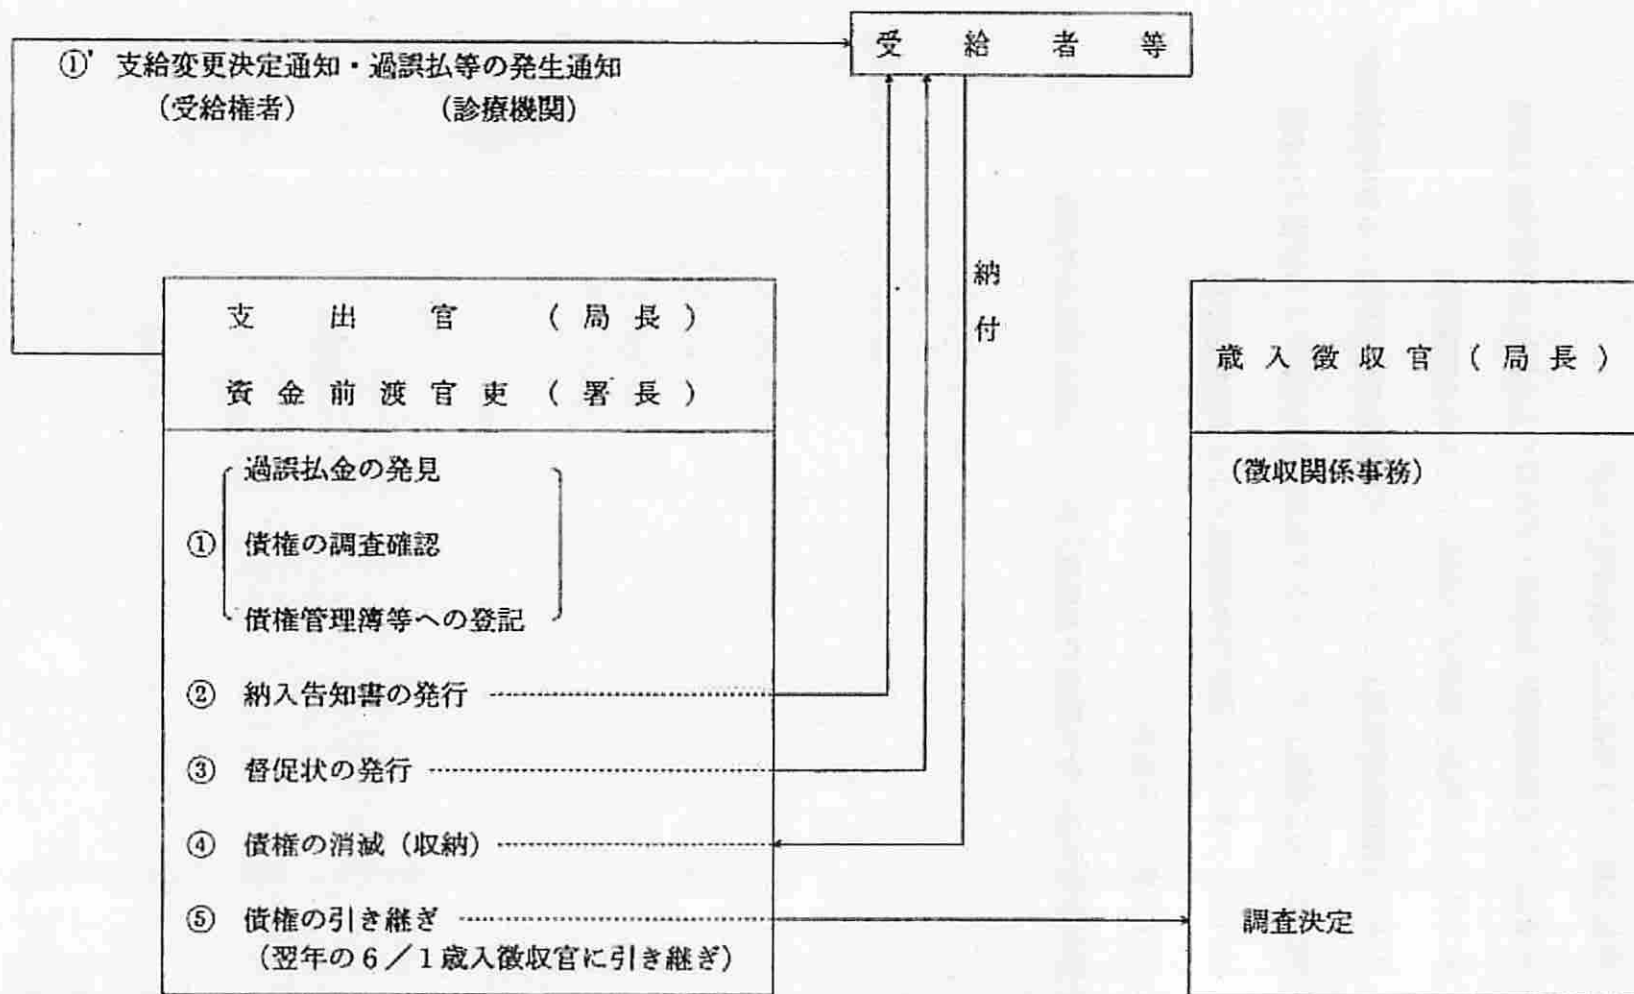 受給者等
①' 支給変更決定通知・過誤払等の発生通知
(受給権者) (診療機関)
納付
支出官(局長)
資金前渡官吏(署長)
歳入徴収官(局長)
過誤払金の発見
① 債権の調査確認
債権管理簿等への登記
(徴収関係事務)
② 納入告知書の発行
③ 督促状の発行
④ 債権の消滅(収納)
⑤ 債権の引き継ぎ
(翌年の6/1歳入徴収官に引き継ぎ)
調査決定